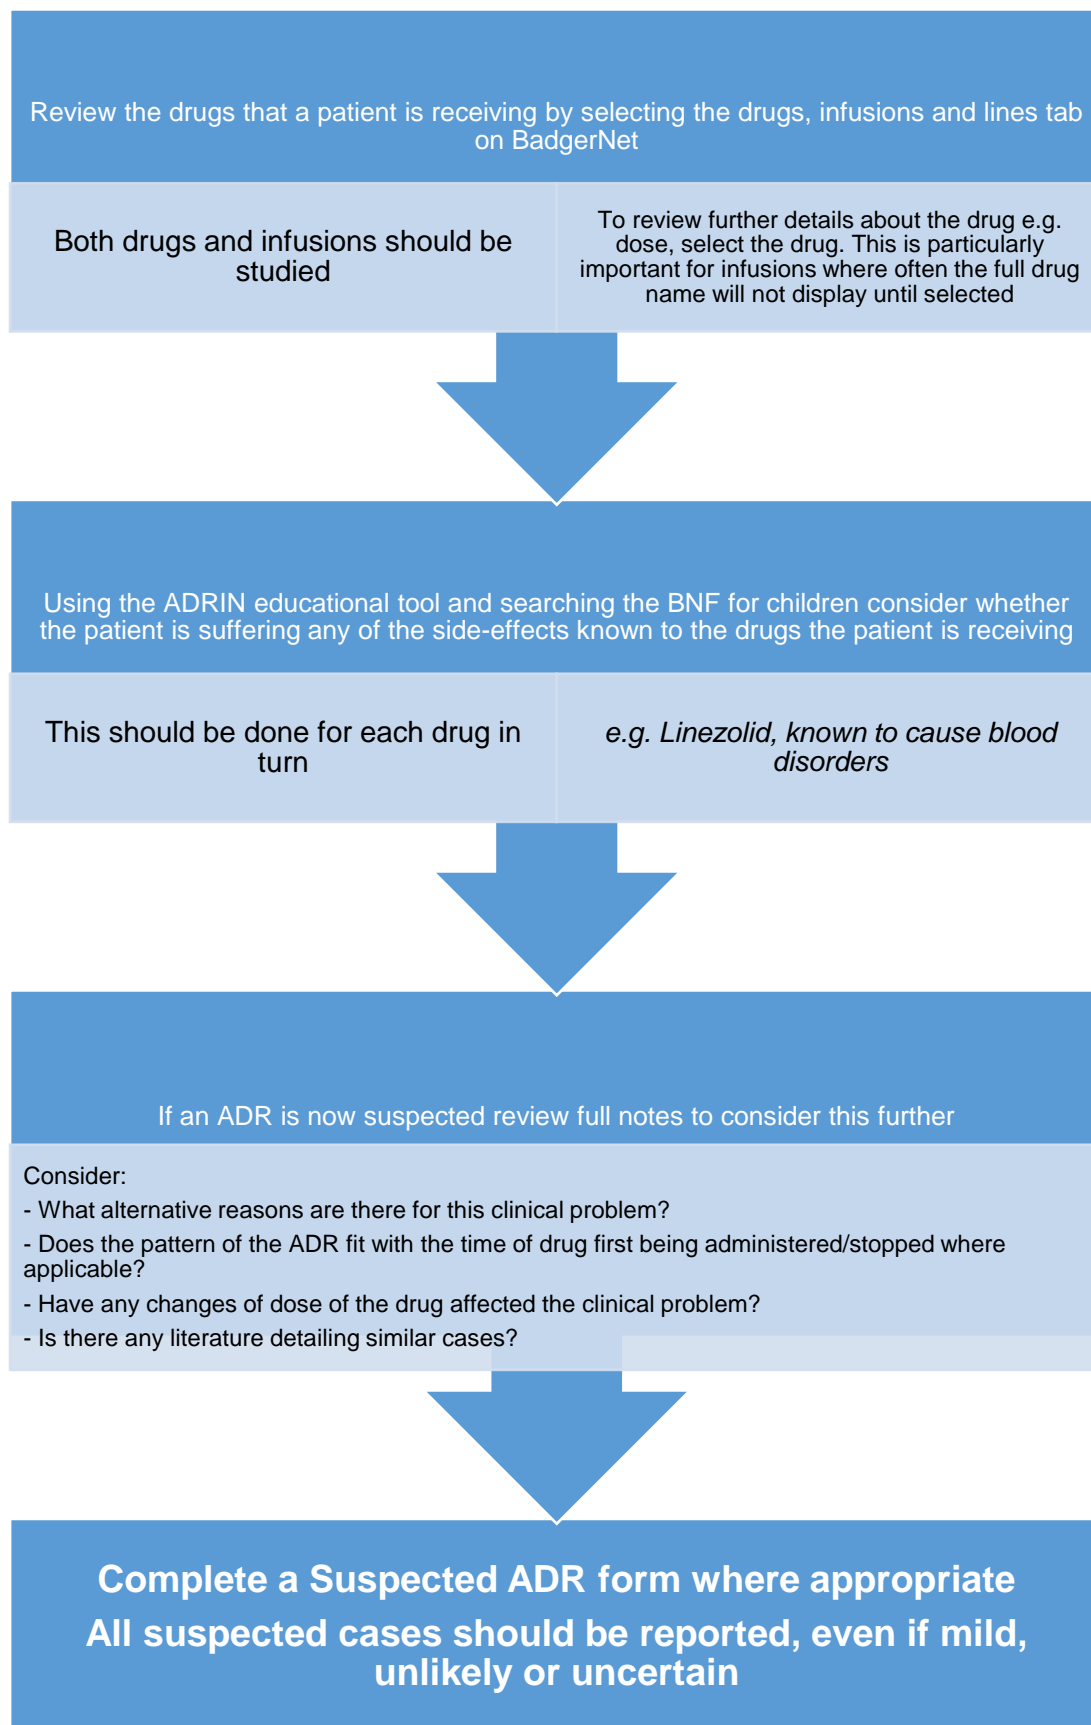 Review the drugs that a patient is receiving by selecting the drugs, infusions and lines tab
on BadgerNet
Both drugs and infusions should be
studied
To review further details about the drug e.g.
dose, select the drug. This is particularly
important for infusions where often the full drug
name will not display until selected
Using the ADRIN educational tool and searching the BNF for children consider whether
the patient is suffering any of the side-effects known to the drugs the patient is receiving
This should be done for each drug in
turn
e.g. Linezolid, known to cause blood
disorders
If an ADR is now suspected review full notes to consider this further
Consider:
- What alternative reasons are there for this clinical problem?
- Does the pattern of the ADR fit with the time of drug first being administered/stopped where
applicable?
- Have any changes of dose of the drug affected the clinical problem?
- Is there any literature detailing similar cases?
Complete a Suspected ADR form where appropriate
All suspected cases should be reported, even if mild,
unlikely or uncertain